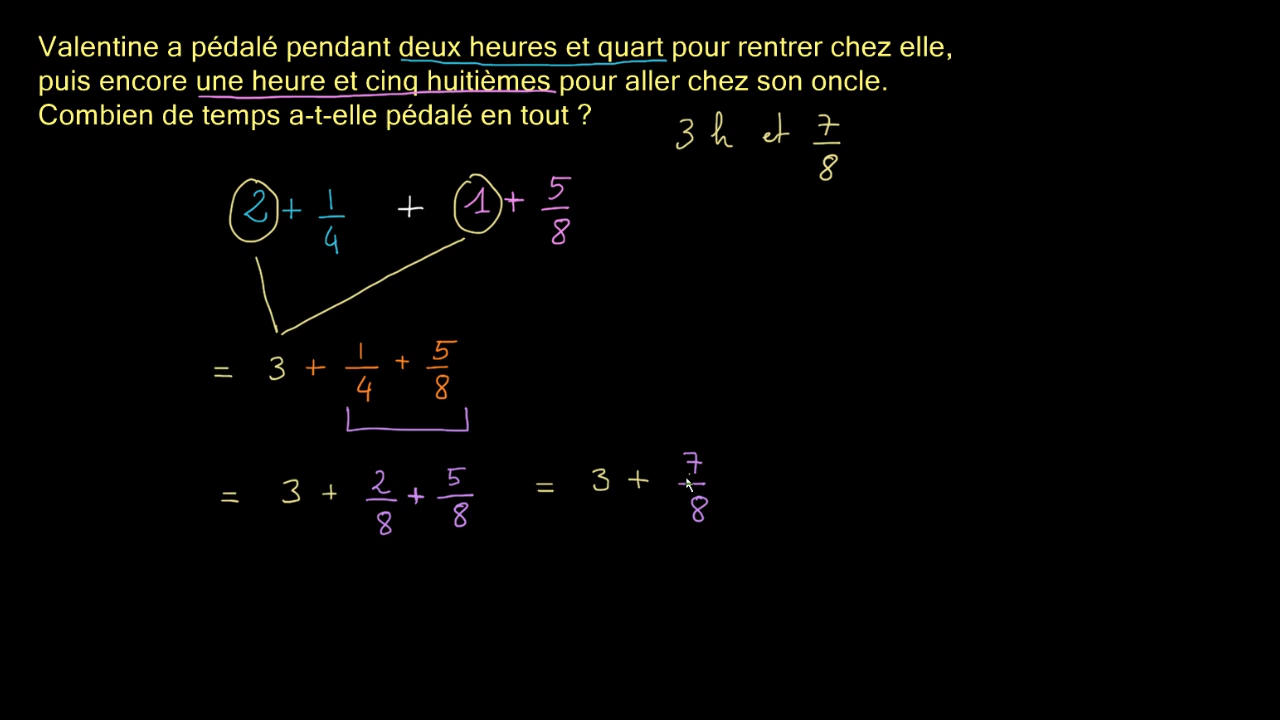 Valentine a pédalé pendant deux heures et quart pour rentrer chez elle,
puis encore une heure et cinq huitièmes pour aller chez son oncle.
Combien de temps a-t-elle pédalé en tout ?
3 h et 7/8
2 + 1/4 + 1 + 5/8
= 3 + 1/4 + 5/8
= 3 + 2/8 + 5/8 = 3 + 7/8